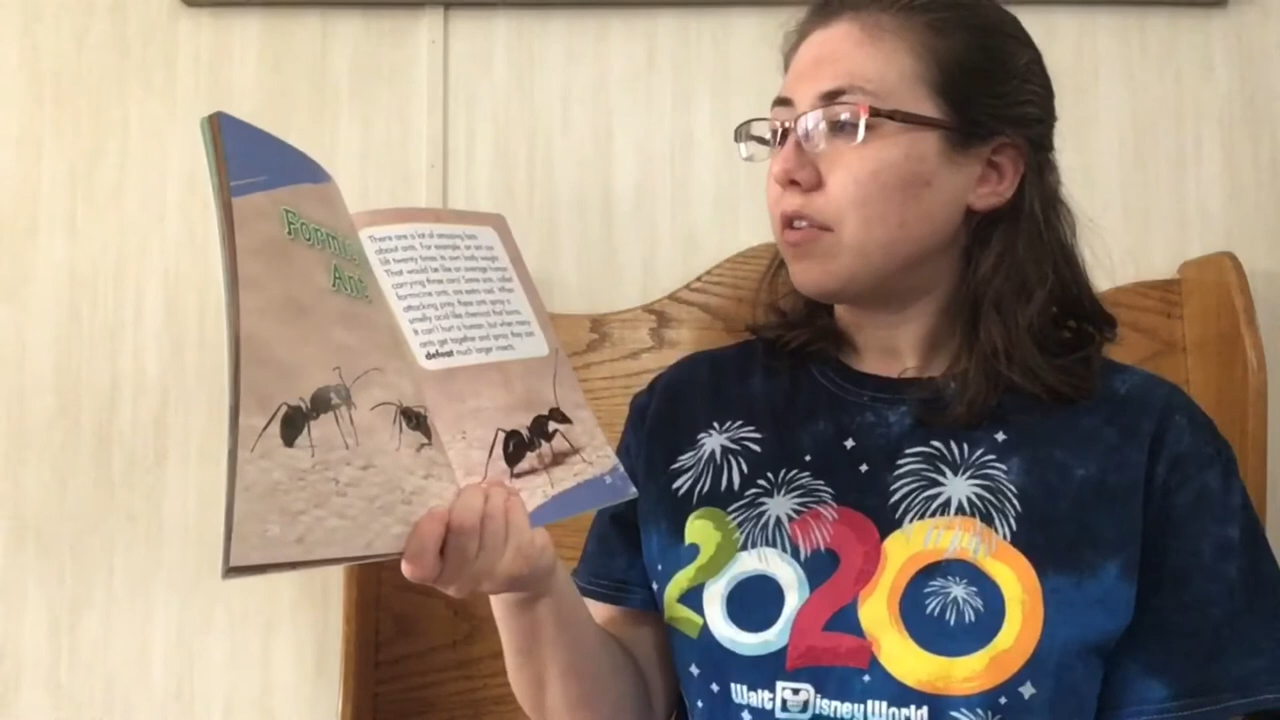 Formic
Ant
There are a lot of amazing facts
about ants. For example, an ant can
lift twenty times its own body weight.
That would be like an average human
carrying three cars! Some ants, called
formicine ants, are extra cool. When
attacking prey, these ants spray a
smelly acid-like chemical that burns.
It can't hurt a human, but when many
ants get together and spray, they can
defeat much larger insects.
2020
Walt Disney World